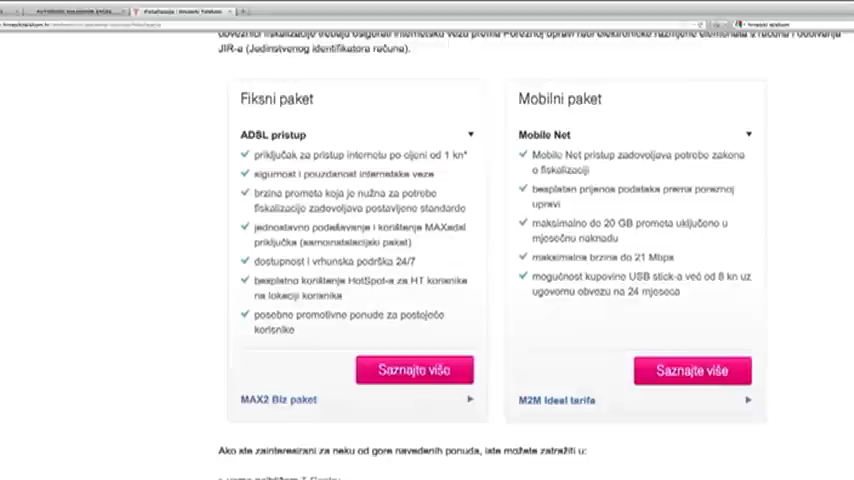 obveznici fiskalizacije trebaju osigurati internetsku vezu prema Poreznoj upravi radi elektroničke razmjene elemenata s računa i dobivanja
JIR-a (Jedinstvenog identifikatora računa).
Fiksni paket
ADSL pristup
priključak za pristup internetu po cijeni od 1 kn*
sigurnost i pouzdanost internetske veze
brzina prometa koja je nužna za potrebe
fiskalizacije zadovoljava postavljene standarde
jednostavno podešavanje i korištenje MAXadsl
priključka (samoinstalacijski paket)
dostupnost i vrhunska podrška 24/7
besplatno korištenje HotSpot-a za HT korisnike
na lokaciji korisnika
posebne promotivne ponude za postojeće
korisnike
Saznajte više
MAX2 Biz paket
Mobilni paket
Mobile Net
Mobile Net pristup zadovoljava potrebe zakona
o fiskalizaciji
besplatan prijenos podataka prema poreznoj
upravi
maksimalno do 20 GB prometa uključeno u
mjesečnu naknadu
maksimalna brzina do 21 Mbps
mogućnost kupovine USB stick-a već od 8 kn uz
ugovornu obvezu na 24 mjeseca
Saznajte više
M2M Ideal tarifa
Ako ste zainteresirani za neku od gore navedenih ponuda, iste možete zatražiti u: